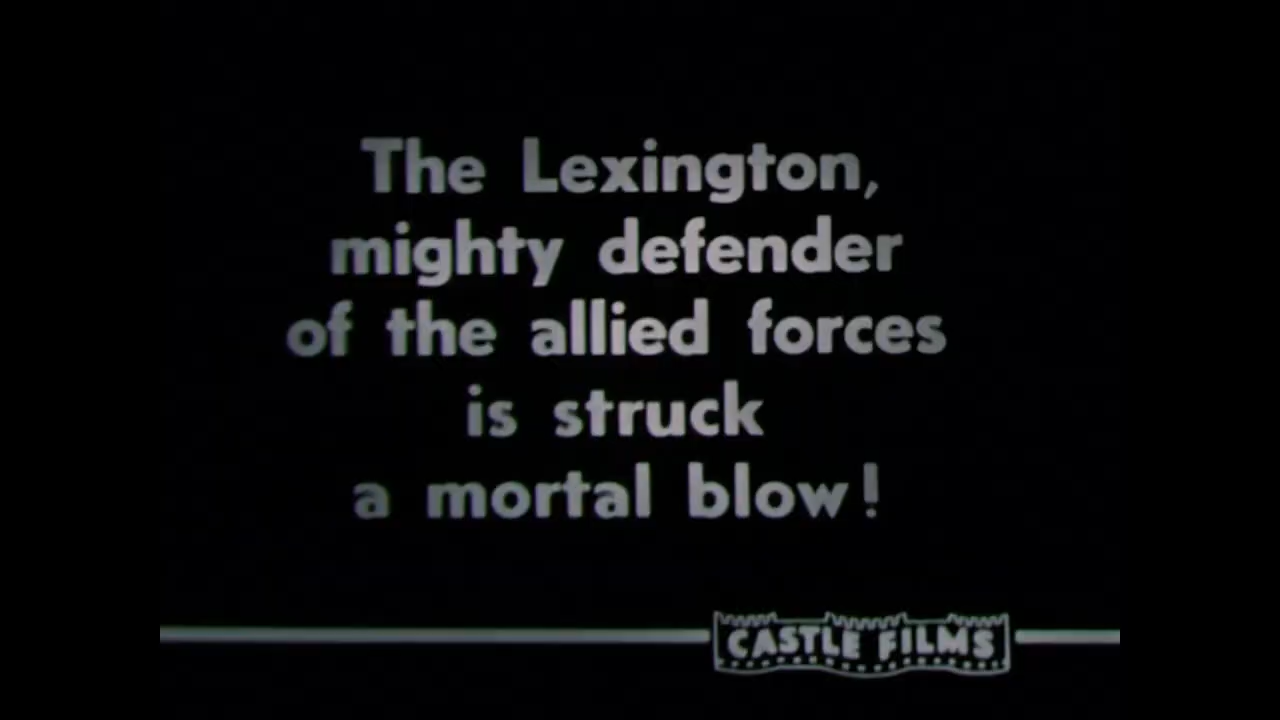 The Lexington,
mighty defender
of the allied forces
is struck
a mortal blow!
CASTLE FILMS